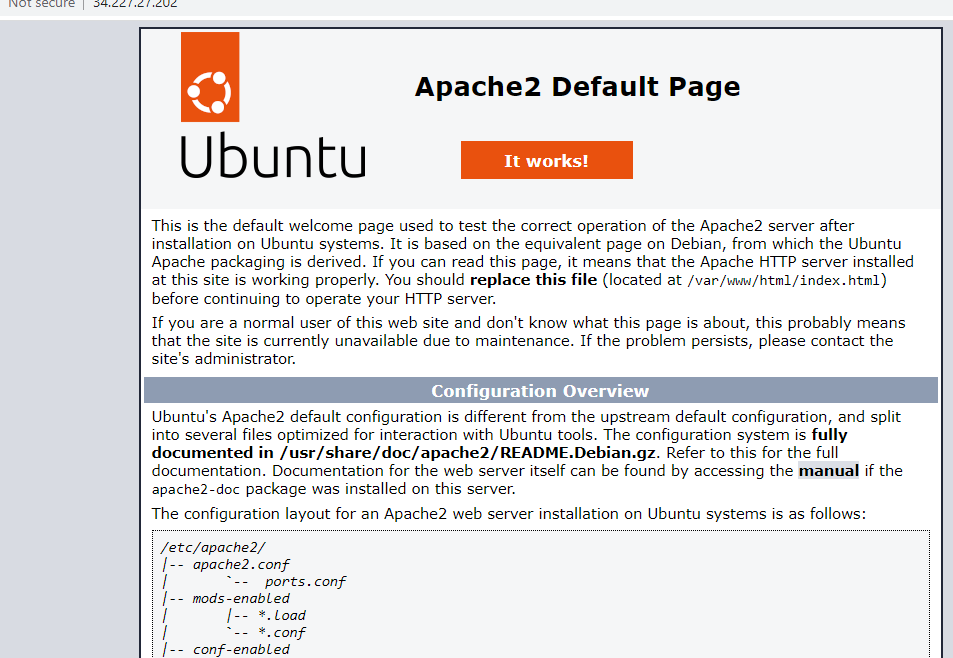 Not secure | 34.227.27.202
Apache2 Default Page
Ubuntu
It works!
This is the default welcome page used to test the correct operation of the Apache2 server after
installation on Ubuntu systems. It is based on the equivalent page on Debian, from which the Ubuntu
Apache packaging is derived. If you can read this page, it means that the Apache HTTP server installed
at this site is working properly. You should replace this file (located at /var/www/html/index.html)
before continuing to operate your HTTP server.
If you are a normal user of this web site and don't know what this page is about, this probably means
that the site is currently unavailable due to maintenance. If the problem persists, please contact the
site's administrator.
Configuration Overview
Ubuntu's Apache2 default configuration is different from the upstream default configuration, and split
into several files optimized for interaction with Ubuntu tools. The configuration system is fully
documented in /usr/share/doc/apache2/README.Debian.gz. Refer to this for the full
documentation. Documentation for the web server itself can be found by accessing the manual if the
apache2-doc package was installed on this server.
The configuration layout for an Apache2 web server installation on Ubuntu systems is as follows:
/etc/apache2/
|-- apache2.conf
|       `--  ports.conf
|-- mods-enabled
|       |-- *.load
|       `-- *.conf
|-- conf-enabled